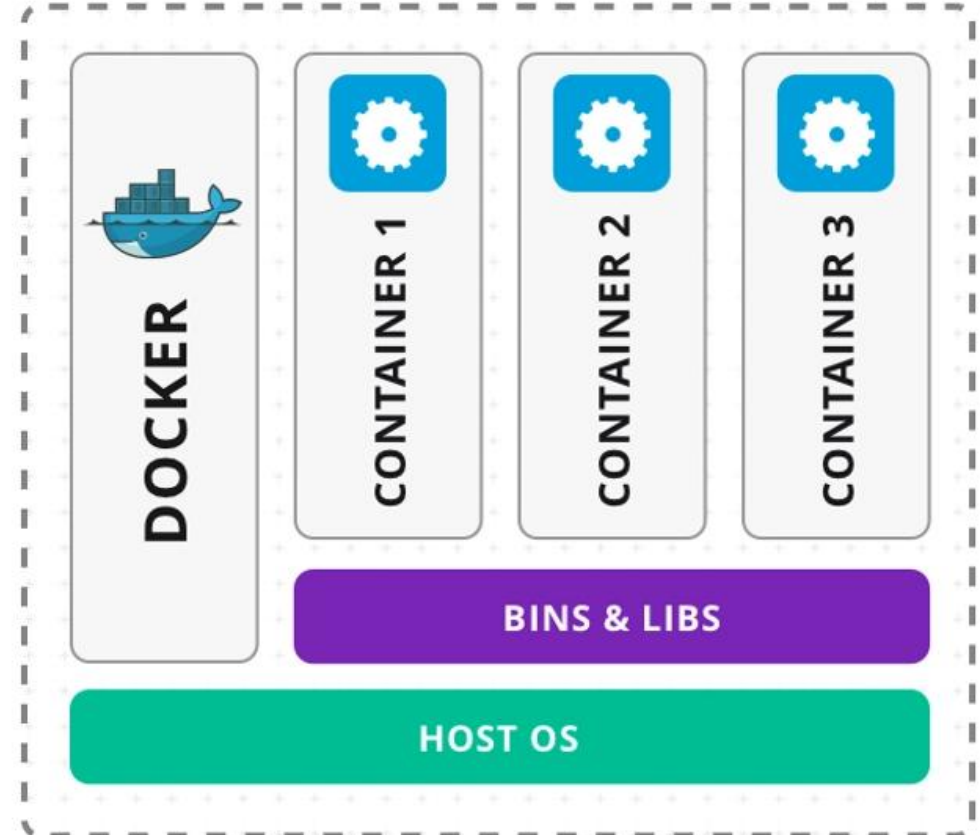 DOCKER
CONTAINER 1
CONTAINER 2
CONTAINER 3
BINS & LIBS
HOST OS